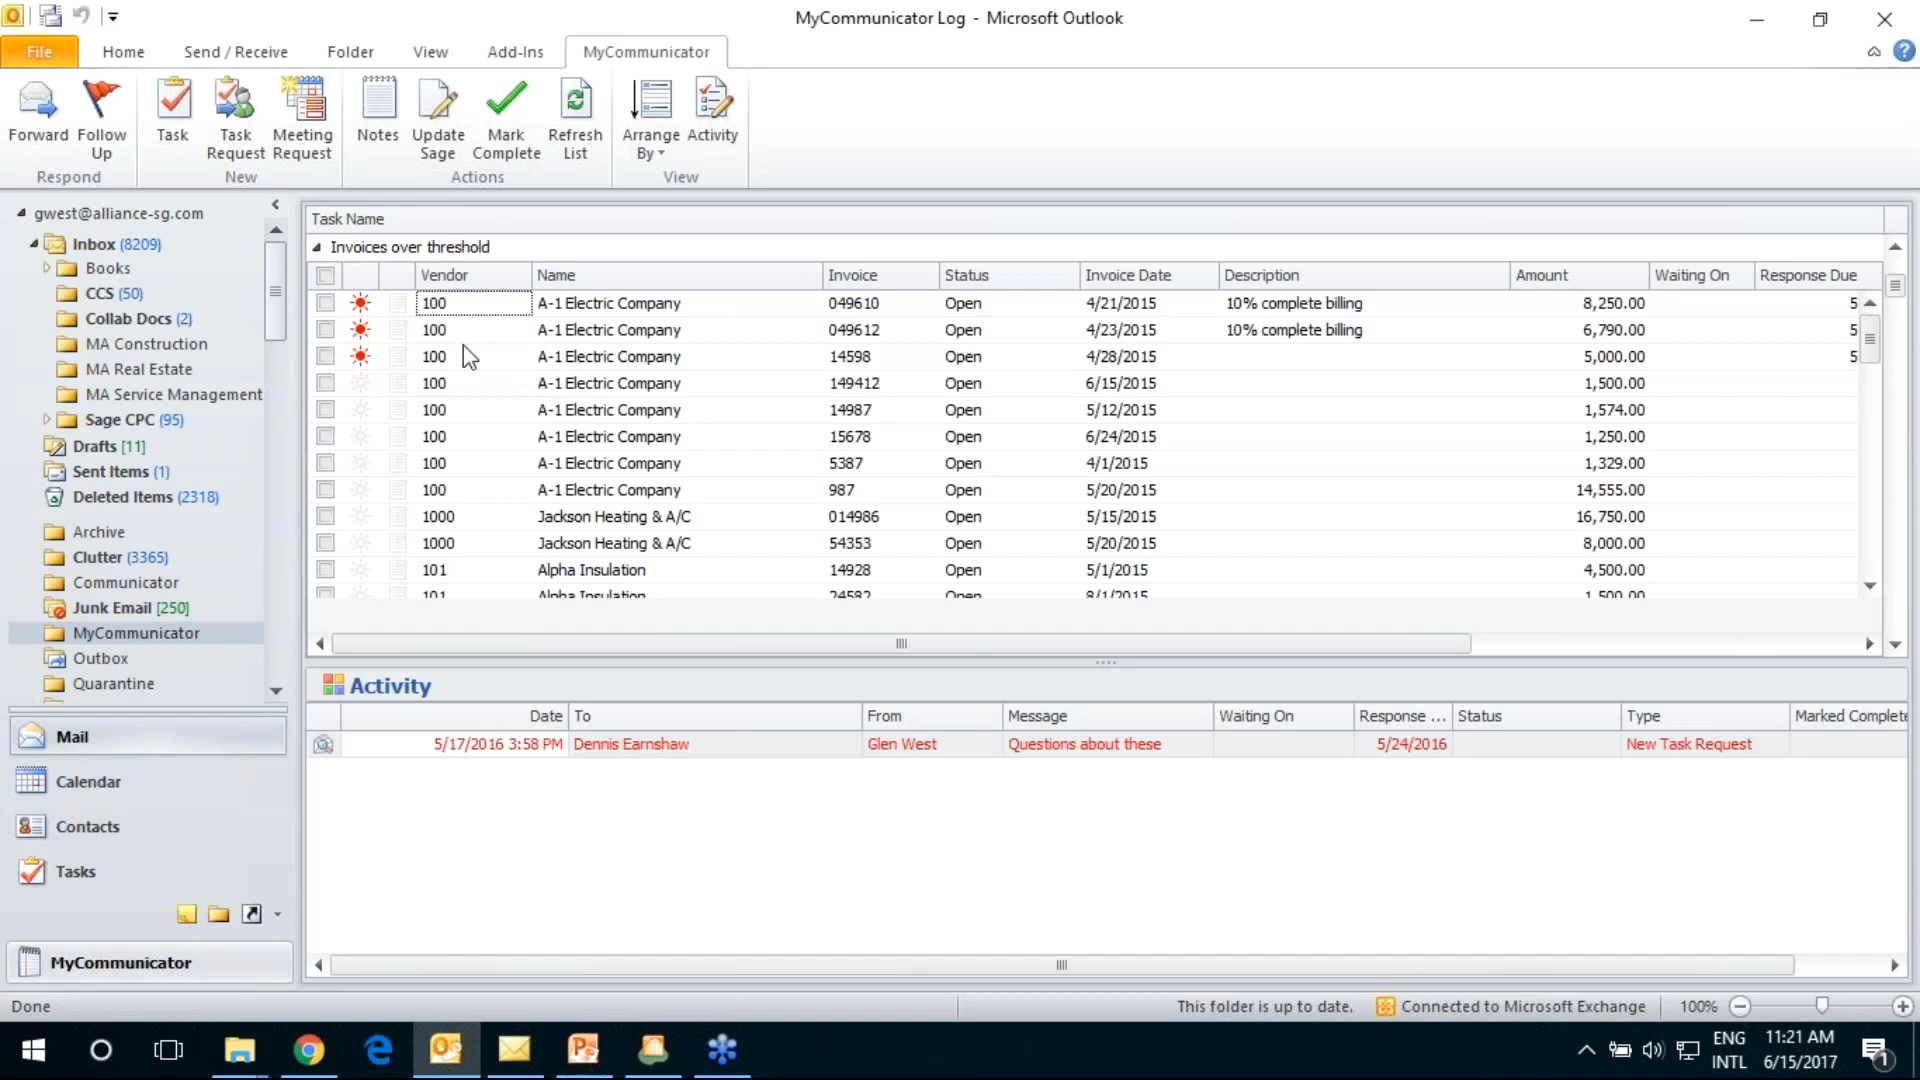 MyCommunicator Log - Microsoft Outlook
File Home Send / Receive Folder View Add-Ins MyCommunicator
Forward Follow Up Task Task Request Meeting Request Notes Update Sage Mark Complete Refresh List Arrange By Activity
Respond New Actions View
gwest@alliance-sg.com
Inbox (8209)
Books
CCS (50)
Collab Docs (2)
MA Construction
MA Real Estate
MA Service Management
Sage CPC (95)
Drafts [11]
Sent Items (1)
Deleted Items (2318)
Archive
Clutter (3365)
Communicator
Junk Email [250]
MyCommunicator
Outbox
Quarantine
Mail
Calendar
Contacts
Tasks
MyCommunicator
Task Name
Invoices over threshold
Vendor Name Invoice Status Invoice Date Description Amount Waiting On Response Due
100 A-1 Electric Company 049610 Open 4/21/2015 10% complete billing 8,250.00 5
100 A-1 Electric Company 049612 Open 4/23/2015 10% complete billing 6,790.00 5
100 A-1 Electric Company 14598 Open 4/28/2015 5,000.00 5
100 A-1 Electric Company 149412 Open 6/15/2015 1,500.00
100 A-1 Electric Company 14987 Open 5/12/2015 1,574.00
100 A-1 Electric Company 15678 Open 6/24/2015 1,250.00
100 A-1 Electric Company 5387 Open 4/1/2015 1,329.00
100 A-1 Electric Company 987 Open 5/20/2015 14,555.00
1000 Jackson Heating & A/C 014986 Open 5/15/2015 16,750.00
1000 Jackson Heating & A/C 54353 Open 5/20/2015 8,000.00
101 Alpha Insulation 14928 Open 5/1/2015 4,500.00
101 Alpha Insulation 24582 Open 8/1/2015 1,500.00
Activity
Date To From Message Waiting On Response ... Status Type Marked Complete
5/17/2016 3:58 PM Dennis Earnshaw Glen West Questions about these 5/24/2016 New Task Request
Done This folder is up to date. Connected to Microsoft Exchange 100%
ENG 11:21 AM
INTL 6/15/2017 1